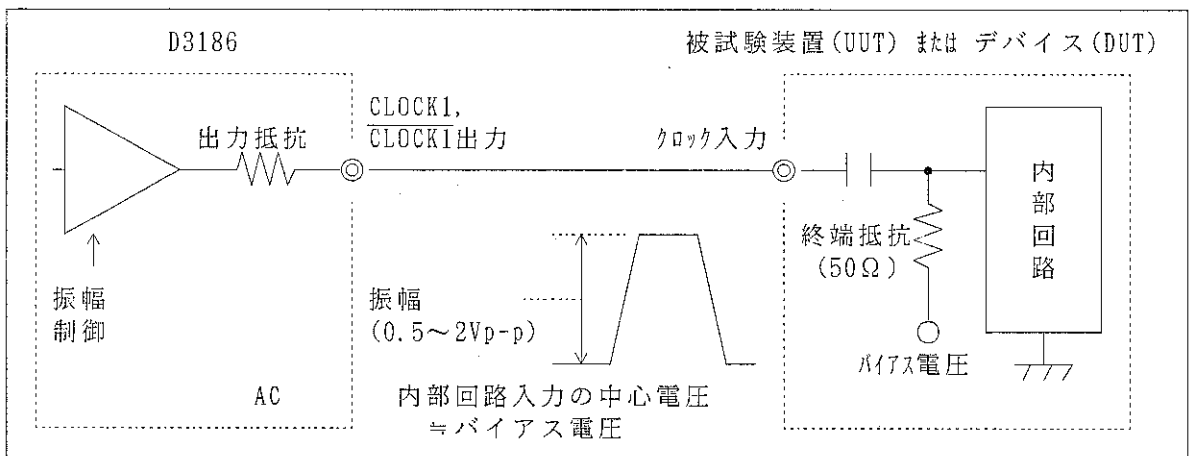 D3186
被試験装置(UUT) または デバイス(DUT)
CLOCK1,
CLOCK1出力
出力抵抗
クロック入力
内部回路
終端抵抗
(50Ω)
振幅
制御
振幅
(0.5～2Vp-p)
バイアス電圧
AC
内部回路入力の中心電圧
≒バイアス電圧